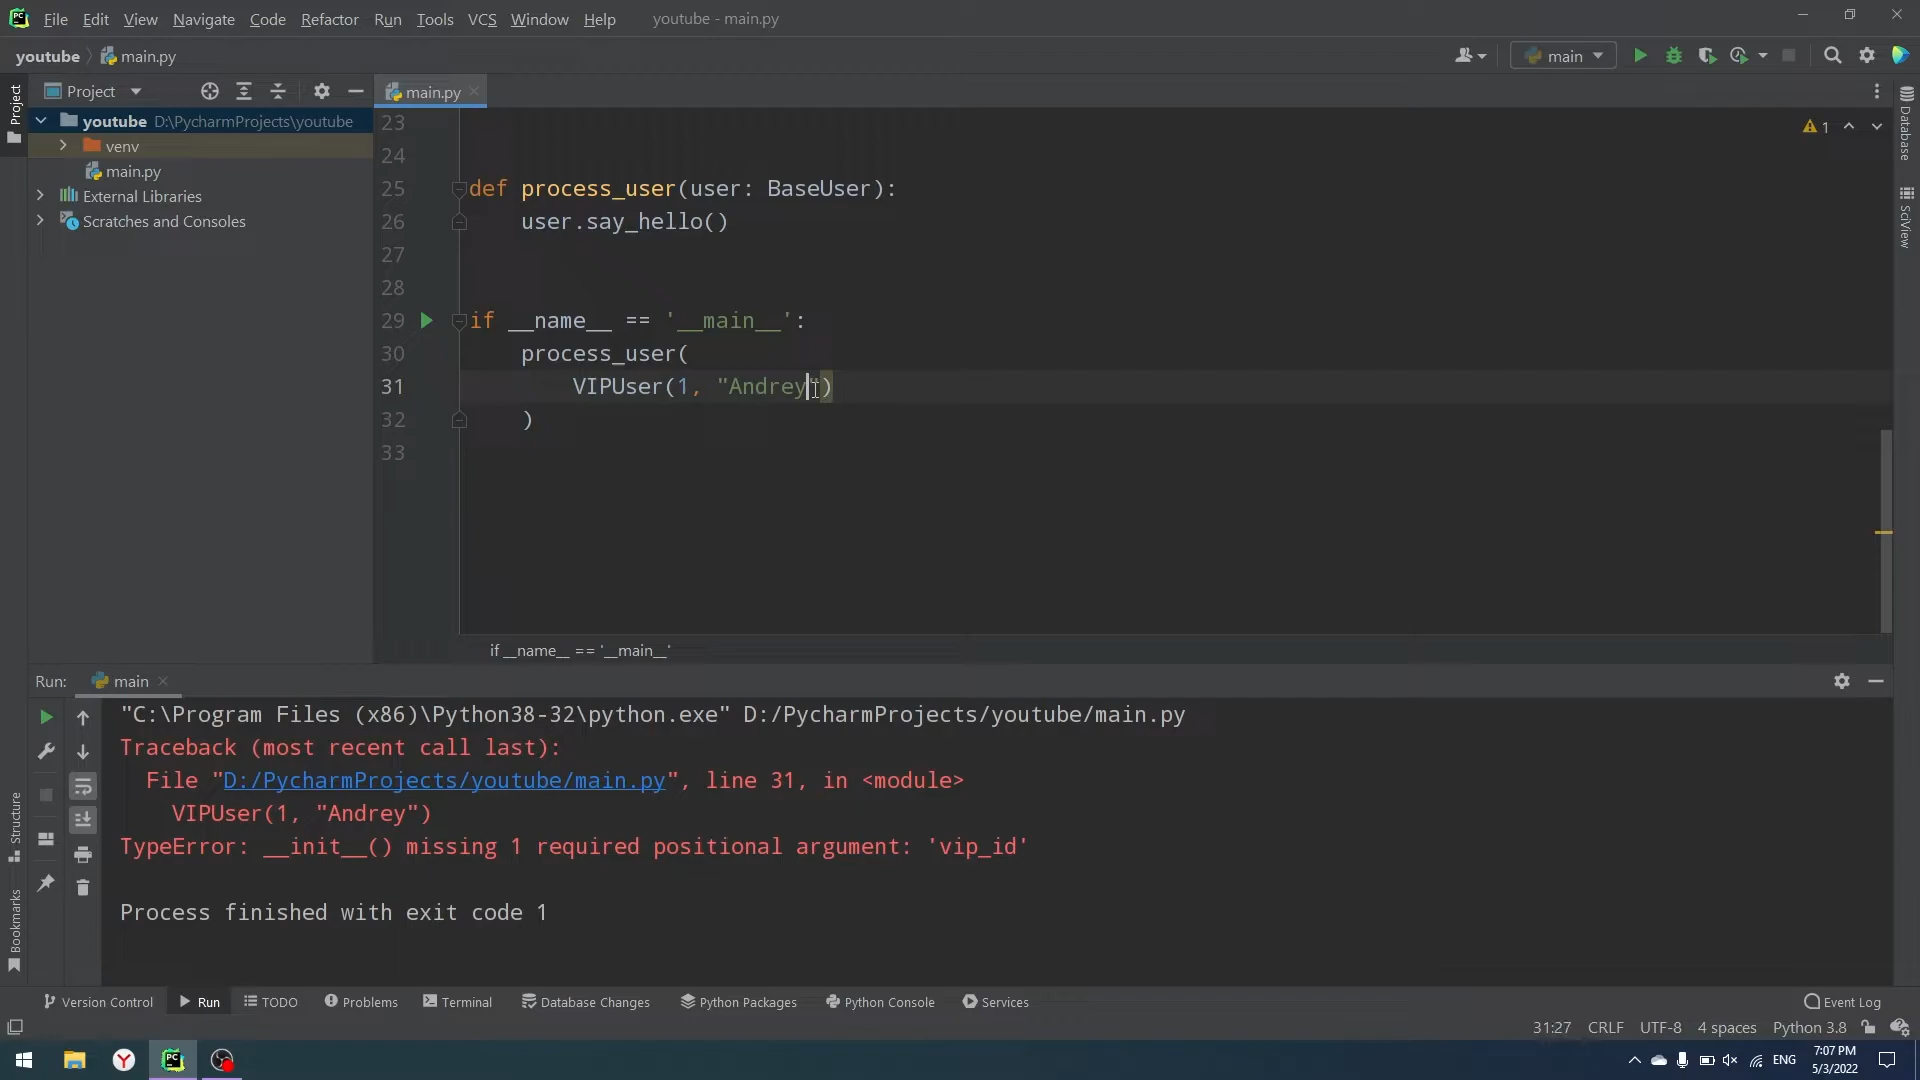 File Edit View Navigate Code Refactor Run Tools VCS Window Help youtube - main.py
youtube main.py main
Project main.py
youtube D:\PycharmProjects\youtube
venv
main.py
External Libraries
Scratches and Consoles
Project
Structure
Bookmarks
Database
SciView
1
23
24
25 def process_user(user: BaseUser):
26 user.say_hello()
27
28
29 if __name__ == '__main__':
30 process_user(
31 VIPUser(1, "Andrey")
32 )
33
if __name__ == '__main__'
Run: main
"C:\Program Files (x86)\Python38-32\python.exe" D:/PycharmProjects/youtube/main.py
Traceback (most recent call last):
File "D:/PycharmProjects/youtube/main.py", line 31, in <module>
VIPUser(1, "Andrey")
TypeError: __init__() missing 1 required positional argument: 'vip_id'
Process finished with exit code 1
Version Control Run TODO Problems Terminal Database Changes Python Packages Python Console Services Event Log
31:27 CRLF UTF-8 4 spaces Python 3.8
ENG 7:07 PM
5/3/2022